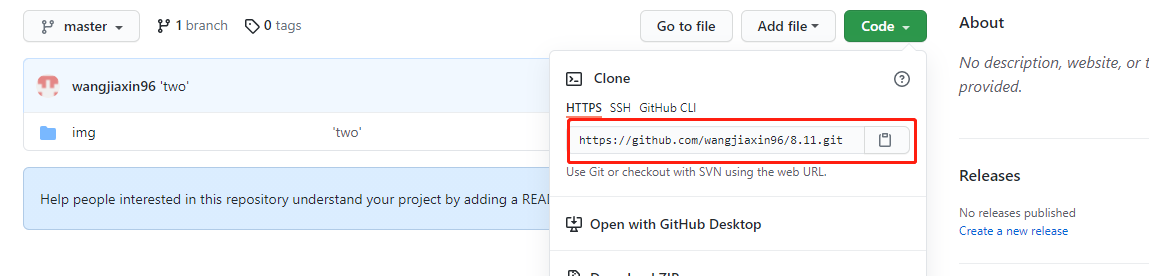 master 1 branch 0 tags Go to file Add file Code
About
No description, website, or t
provided.
wangjiaxin96 'two'
img 'two'
Help people interested in this repository understand your project by adding a REA
Clone
HTTPS SSH GitHub CLI
https://github.com/wangjiaxin96/8.11.git
Use Git or checkout with SVN using the web URL.
Open with GitHub Desktop
Download ZIP
Releases
No releases published
Create a new release